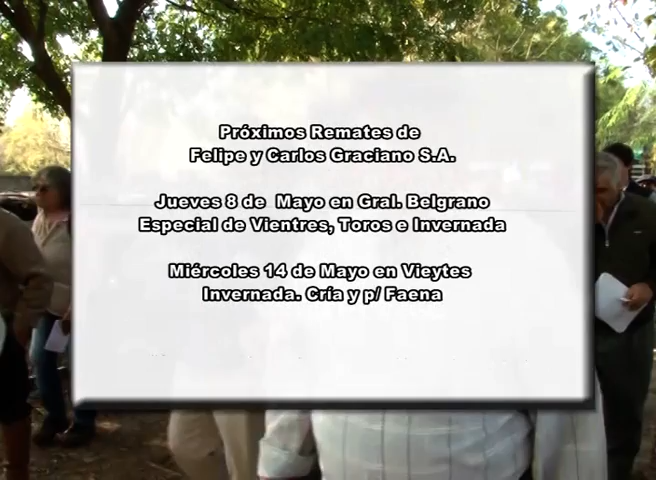 Próximos Remates de
Felipe y Carlos Graciano S.A.
Jueves 8 de Mayo en Gral. Belgrano
Especial de Vientres, Toros e Invernada
Miércoles 14 de Mayo en Vieytes
Invernada. Cría y p/ Faena